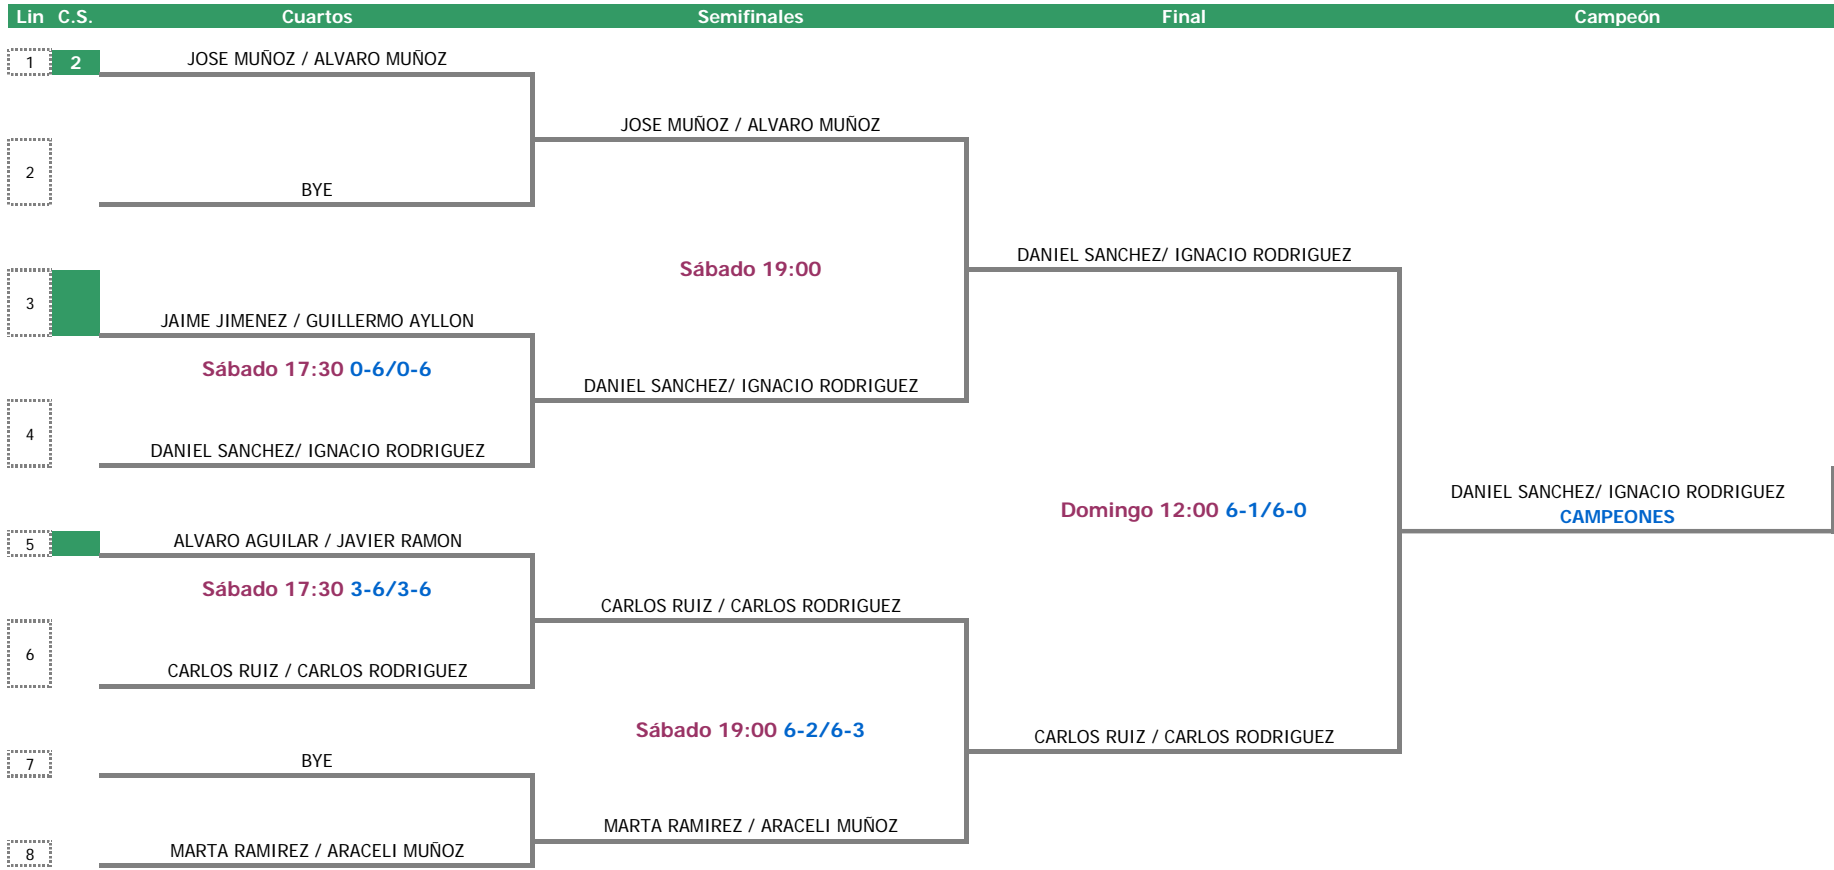 Lin C.S. Cuartos Semifinales Final Campeón
1 2 JOSE MUÑOZ / ALVARO MUÑOZ
JOSE MUÑOZ / ALVARO MUÑOZ
2
BYE
DANIEL SANCHEZ/ IGNACIO RODRIGUEZ
Sábado 19:00
3
JAIME JIMENEZ / GUILLERMO AYLLON
Sábado 17:30 0-6/0-6
DANIEL SANCHEZ/ IGNACIO RODRIGUEZ
4
DANIEL SANCHEZ/ IGNACIO RODRIGUEZ
DANIEL SANCHEZ/ IGNACIO RODRIGUEZ
Domingo 12:00 6-1/6-0
CAMPEONES
5 ALVARO AGUILAR / JAVIER RAMON
Sábado 17:30 3-6/3-6
CARLOS RUIZ / CARLOS RODRIGUEZ
6
CARLOS RUIZ / CARLOS RODRIGUEZ
Sábado 19:00 6-2/6-3
CARLOS RUIZ / CARLOS RODRIGUEZ
7 BYE
MARTA RAMIREZ / ARACELI MUÑOZ
8 MARTA RAMIREZ / ARACELI MUÑOZ